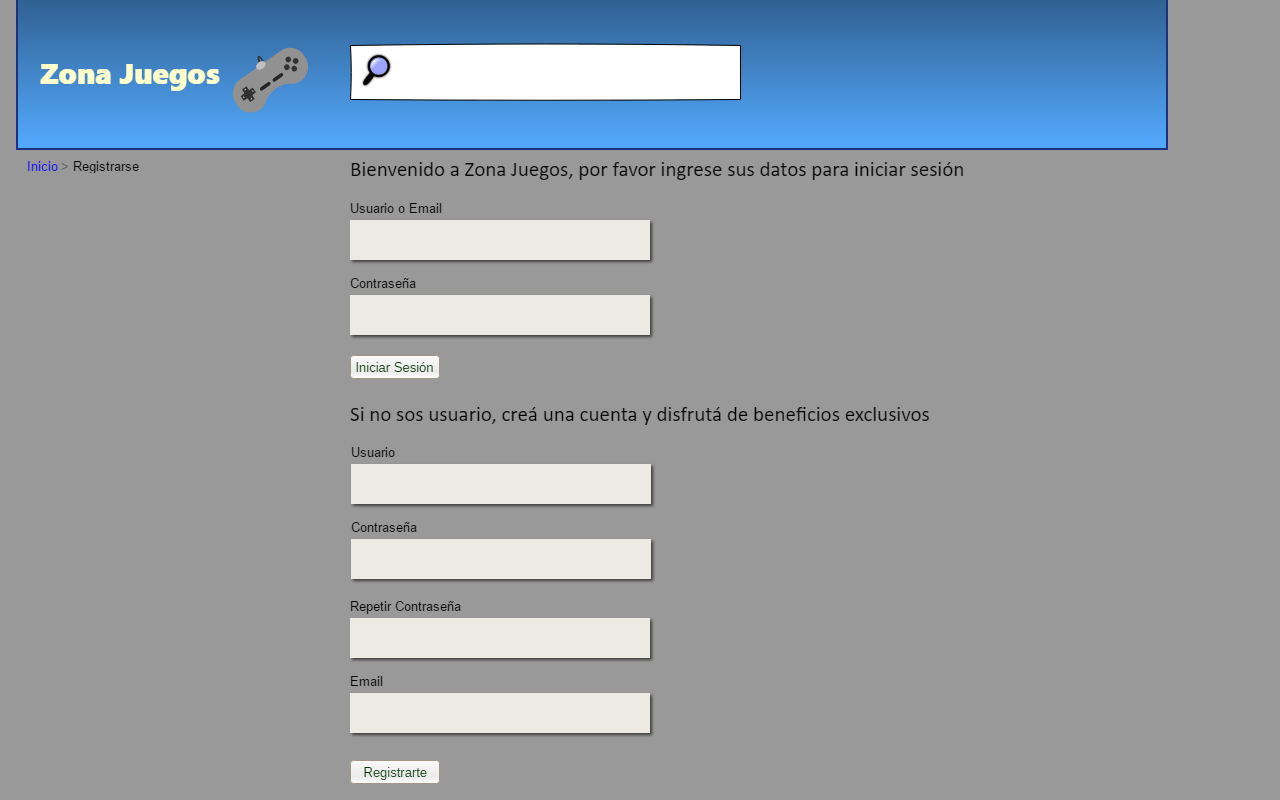 Zona Juegos
Inicio > Registrarse
Bienvenido a Zona Juegos, por favor ingrese sus datos para iniciar sesión
Usuario o Email
Contraseña
Iniciar Sesión
Si no sos usuario, creá una cuenta y disfrutá de beneficios exclusivos
Usuario
Contraseña
Repetir Contraseña
Email
Registrarte